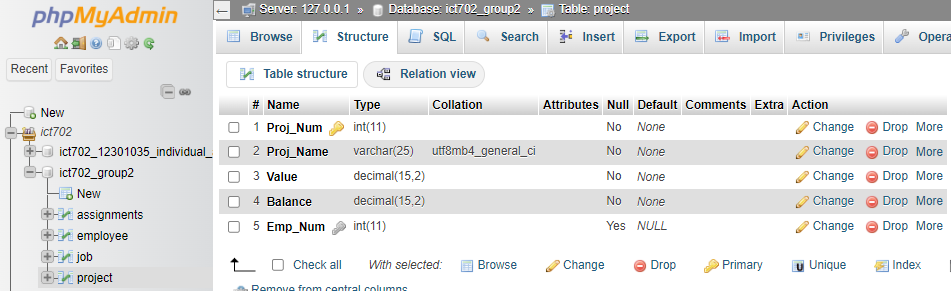 phpMyAdmin
Recent Favorites
New
ict702
ict702_12301035_individual_
ict702_group2
New
assignments
employee
job
project
Server: 127.0.0.1 » Database: ict702_group2 » Table: project
Browse Structure SQL Search Insert Export Import Privileges Opera
Table structure Relation view
# Name Type Collation Attributes Null Default Comments Extra Action
1 Proj_Num int(11) No None Change Drop More
2 Proj_Name varchar(25) utf8mb4_general_ci No None Change Drop More
3 Value decimal(15,2) No None Change Drop More
4 Balance decimal(15,2) No None Change Drop More
5 Emp_Num int(11) Yes NULL Change Drop More
Check all With selected: Browse Change Drop Primary Unique Index
Remove from central columns